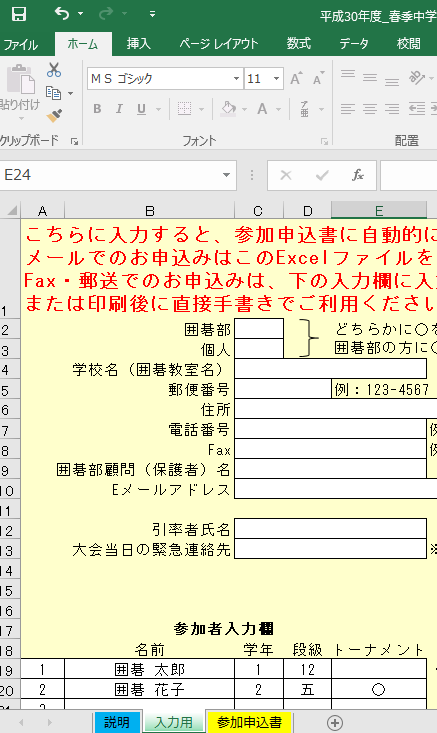 平成30年度_春季中学
ファイル ホーム 挿入 ページ レイアウト 数式 データ 校閲
貼り付け
ＭＳ ゴシック 11 A A
B I U A 亜
クリップボード フォント 配置
E24 fx
A B C D E
1 こちらに入力すると、参加申込書に自動的に
メールでのお申込みはこのExcelファイルを
Fax・郵送でのお申込みは、下の入力欄に入
または印刷後に直接手書きでご利用ください
2 囲碁部 どちらかに〇を
3 個人 囲碁部の方に〇
4 学校名（囲碁教室名）
5 郵便番号 例：123-4567
6 住所
7 電話番号 例
8 Fax 例
9 囲碁部顧問（保護者）名
10 Eメールアドレス
11
12 引率者氏名
13 大会当日の緊急連絡先 ※
14
15
16
17 参加者入力欄
18 名前 学年 段級 トーナメント
19 1 囲碁 太郎 1 12
20 2 囲碁 花子 2 五 〇
説明 入力用 参加申込書